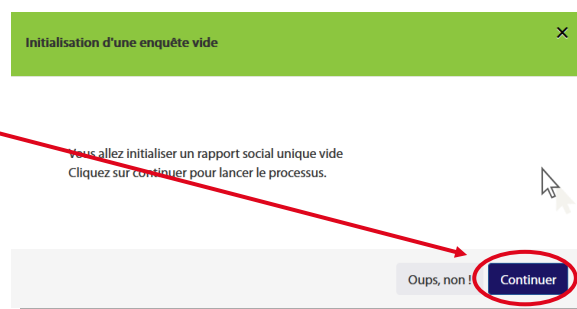 Initialisation d'une enquête vide
×
Vous allez initialiser un rapport social unique vide
Cliquez sur continuer pour lancer le processus.
Oups, non !
Continuer